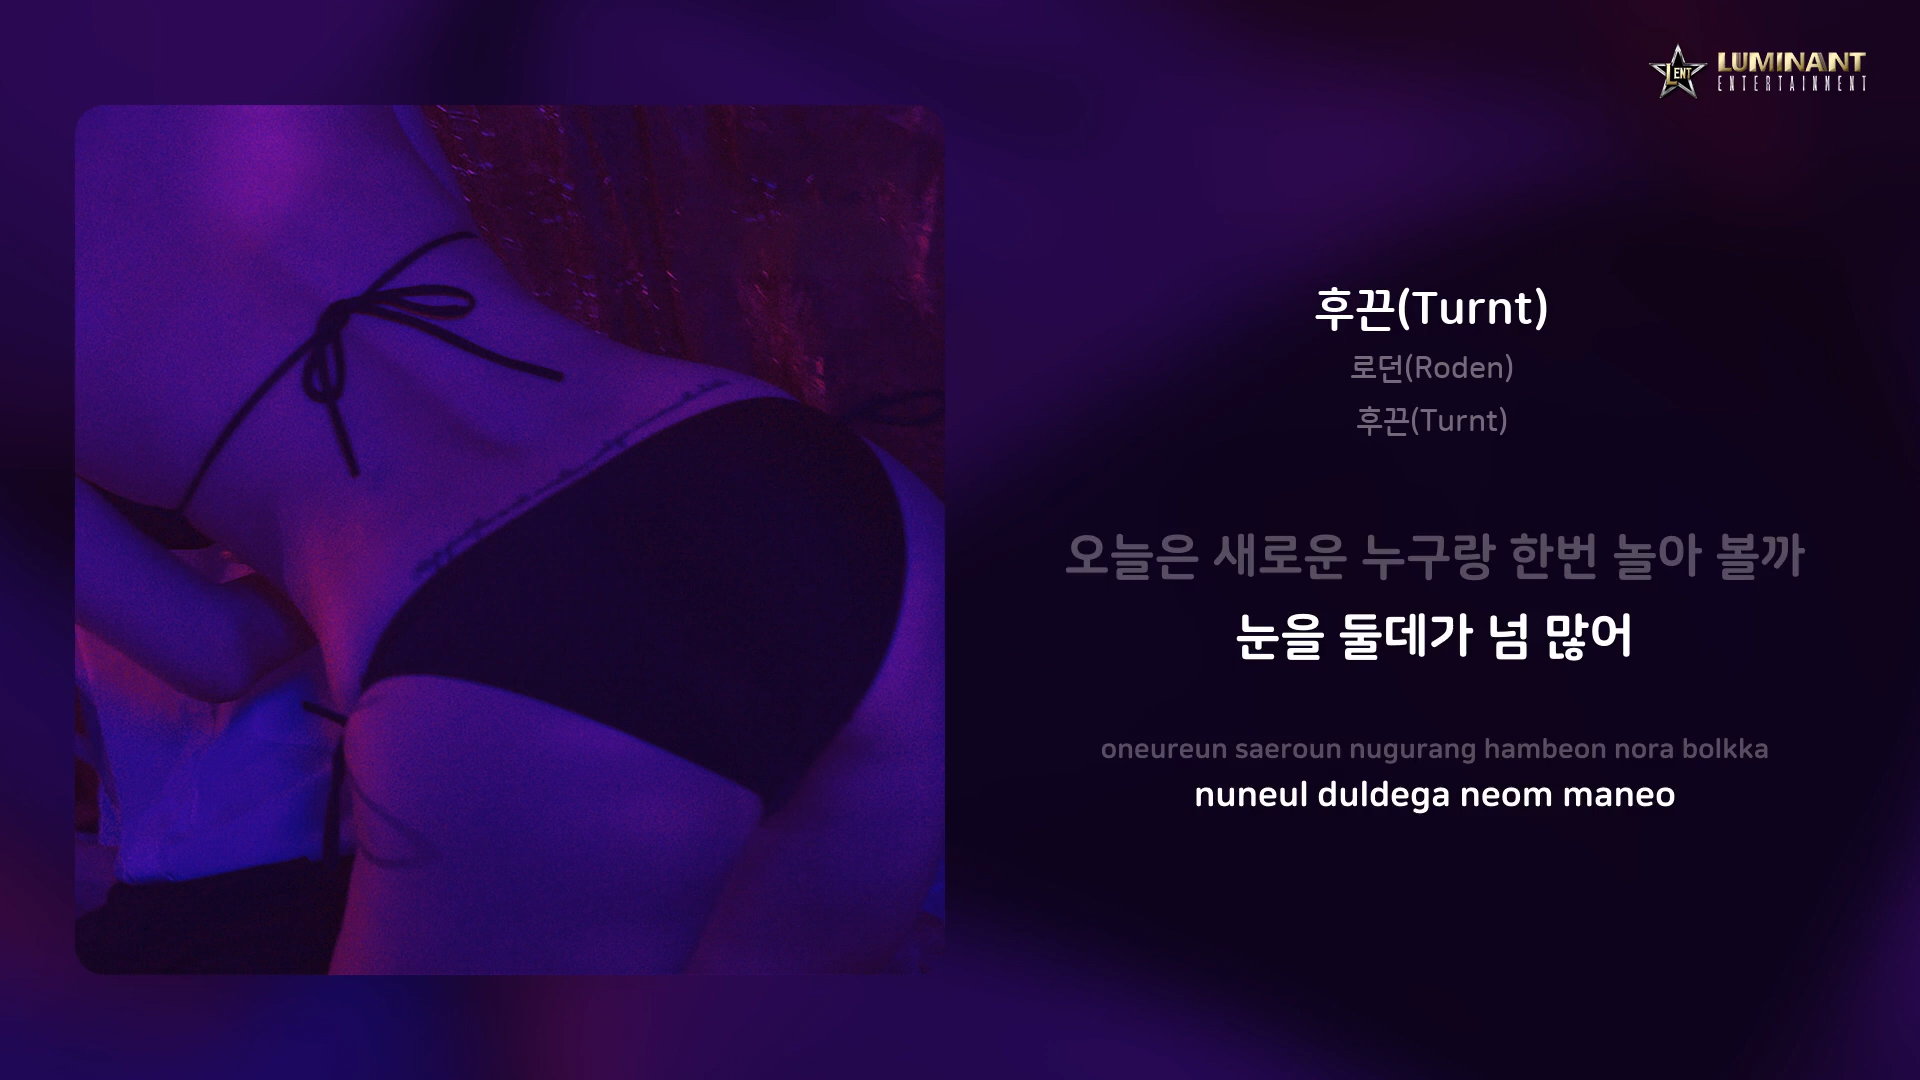 LENT
LUMINANT
ENTERTAINMENT
후끈(Turnt)
로던(Roden)
후끈(Turnt)
오늘은 새로운 누구랑 한번 놀아 볼까
눈을 둘데가 넘 많어
oneureun saeroun nugurang hambeon nora bolkka
nuneul duldega neom maneo